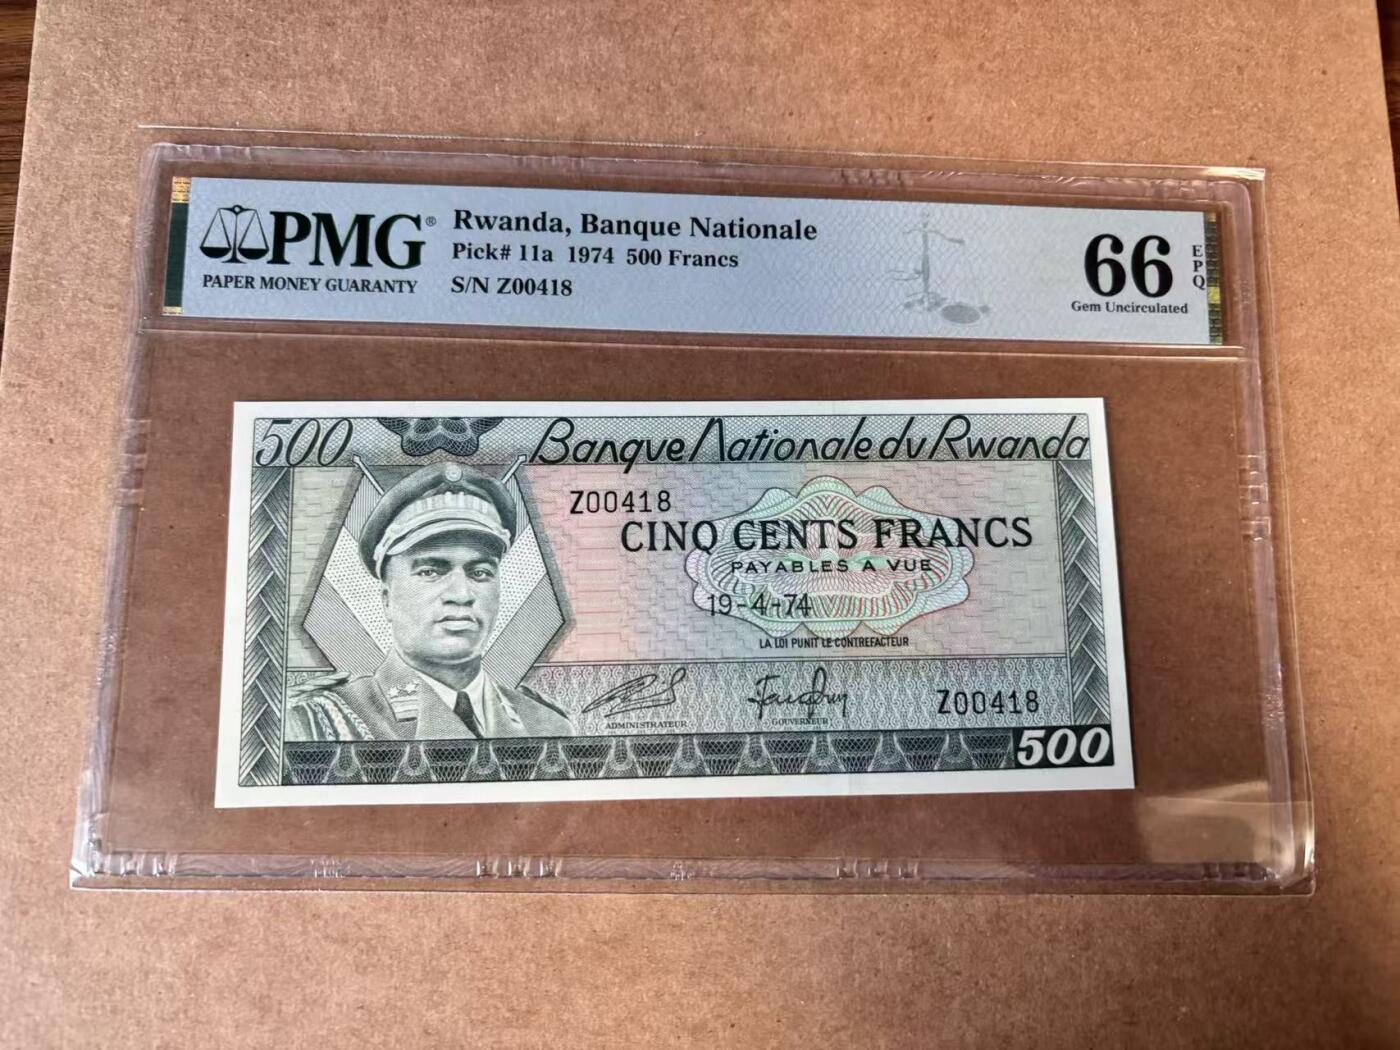 PMG®
PAPER MONEY GUARANTY
Rwanda, Banque Nationale
Pick# 11a 1974 500 Francs
S/N Z00418
66
EPQ
Gem Uncirculated
500
Banque Nationale du Rwanda
Z00418
CINQ CENTS FRANCS
PAYABLES A VUE
19-4-74
LA LOI PUNIT LE CONTREFACTEUR
ADMINISTRATEUR
GOUVERNEUR
Z00418
500